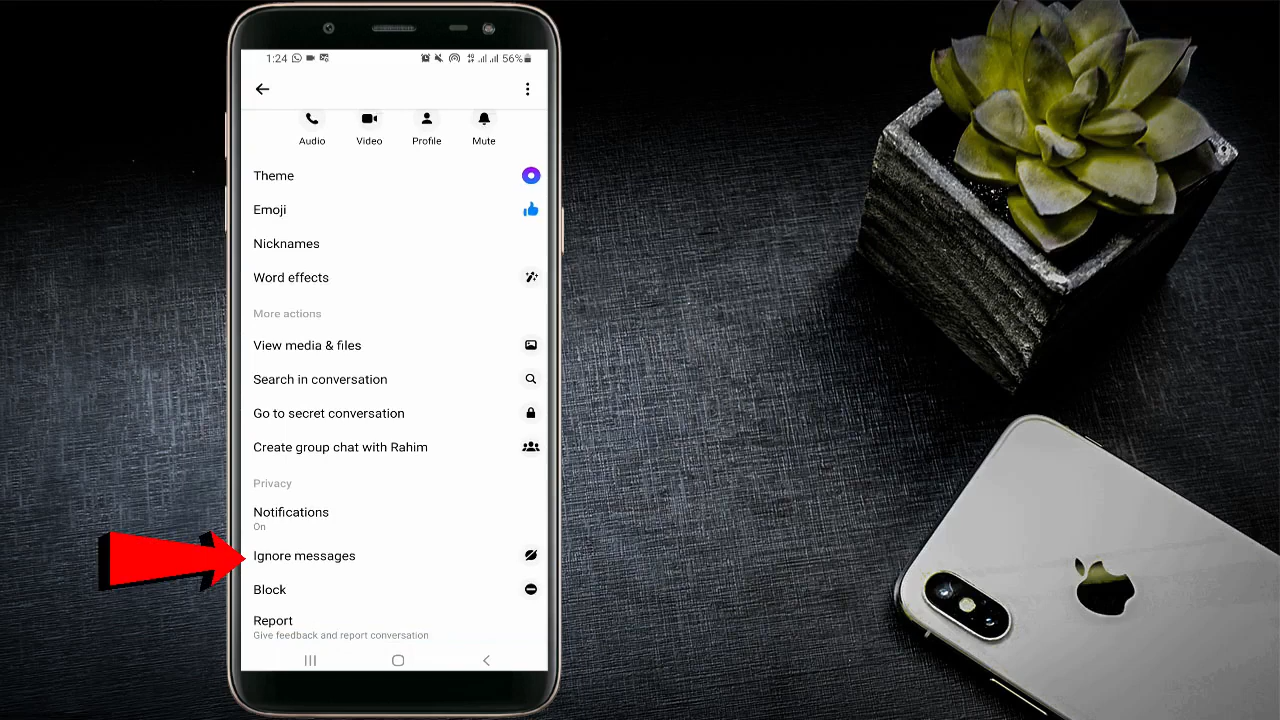 1:24 56%
Audio Video Profile Mute
Theme
Emoji
Nicknames
Word effects
More actions
View media & files
Search in conversation
Go to secret conversation
Create group chat with Rahim
Privacy
Notifications
On
Ignore messages
Block
Report
Give feedback and report conversation